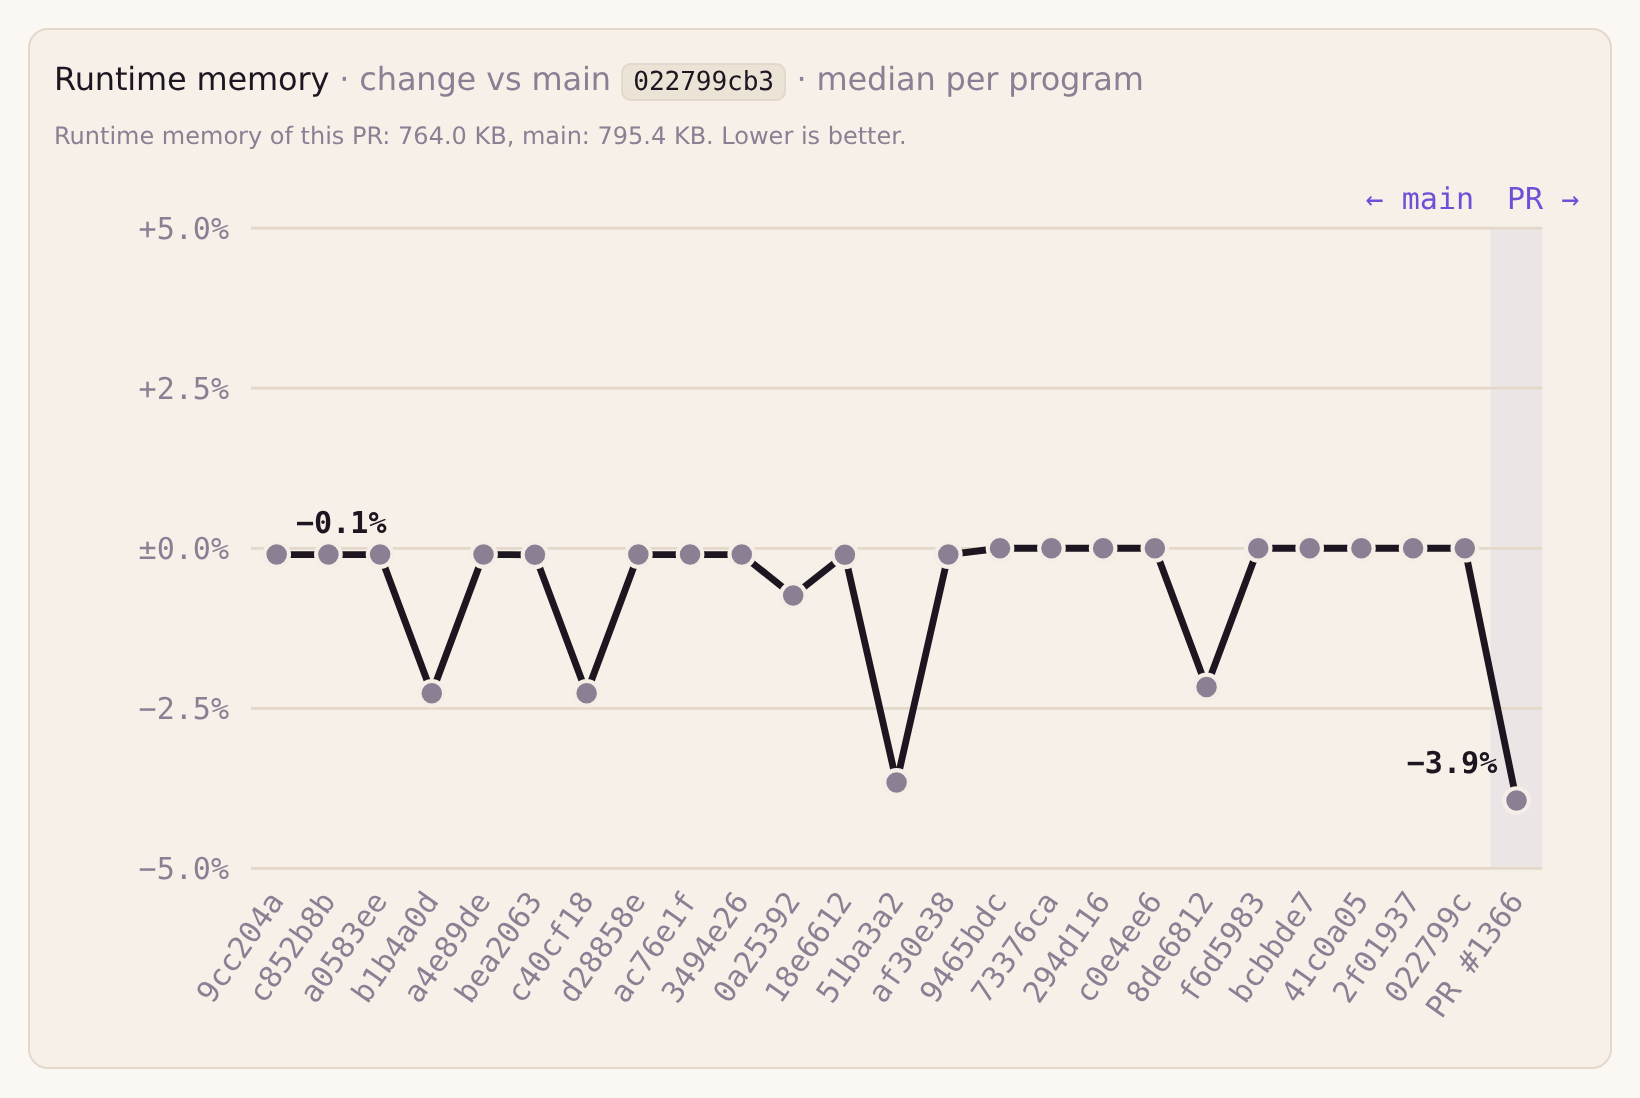 Runtime memory · change vs main 022799cb3 · median per program
Runtime memory of this PR: 764.0 KB, main: 795.4 KB. Lower is better.
← main PR →
+5.0%
+2.5%
−0.1%
±0.0%
−2.5%
−3.9%
−5.0%
9cc204a
c852b8b
a0583ee
b1b4a0d
a4e89de
bea2063
c40cf18
d28858e
ac76e1f
3494e26
0a25392
18e6612
51ba3a2
af30e38
9465bdc
73376ca
294d116
c0e4ee6
8de6812
f6d5983
bcbbde7
41c0a05
2f01937
022799c
PR #1366